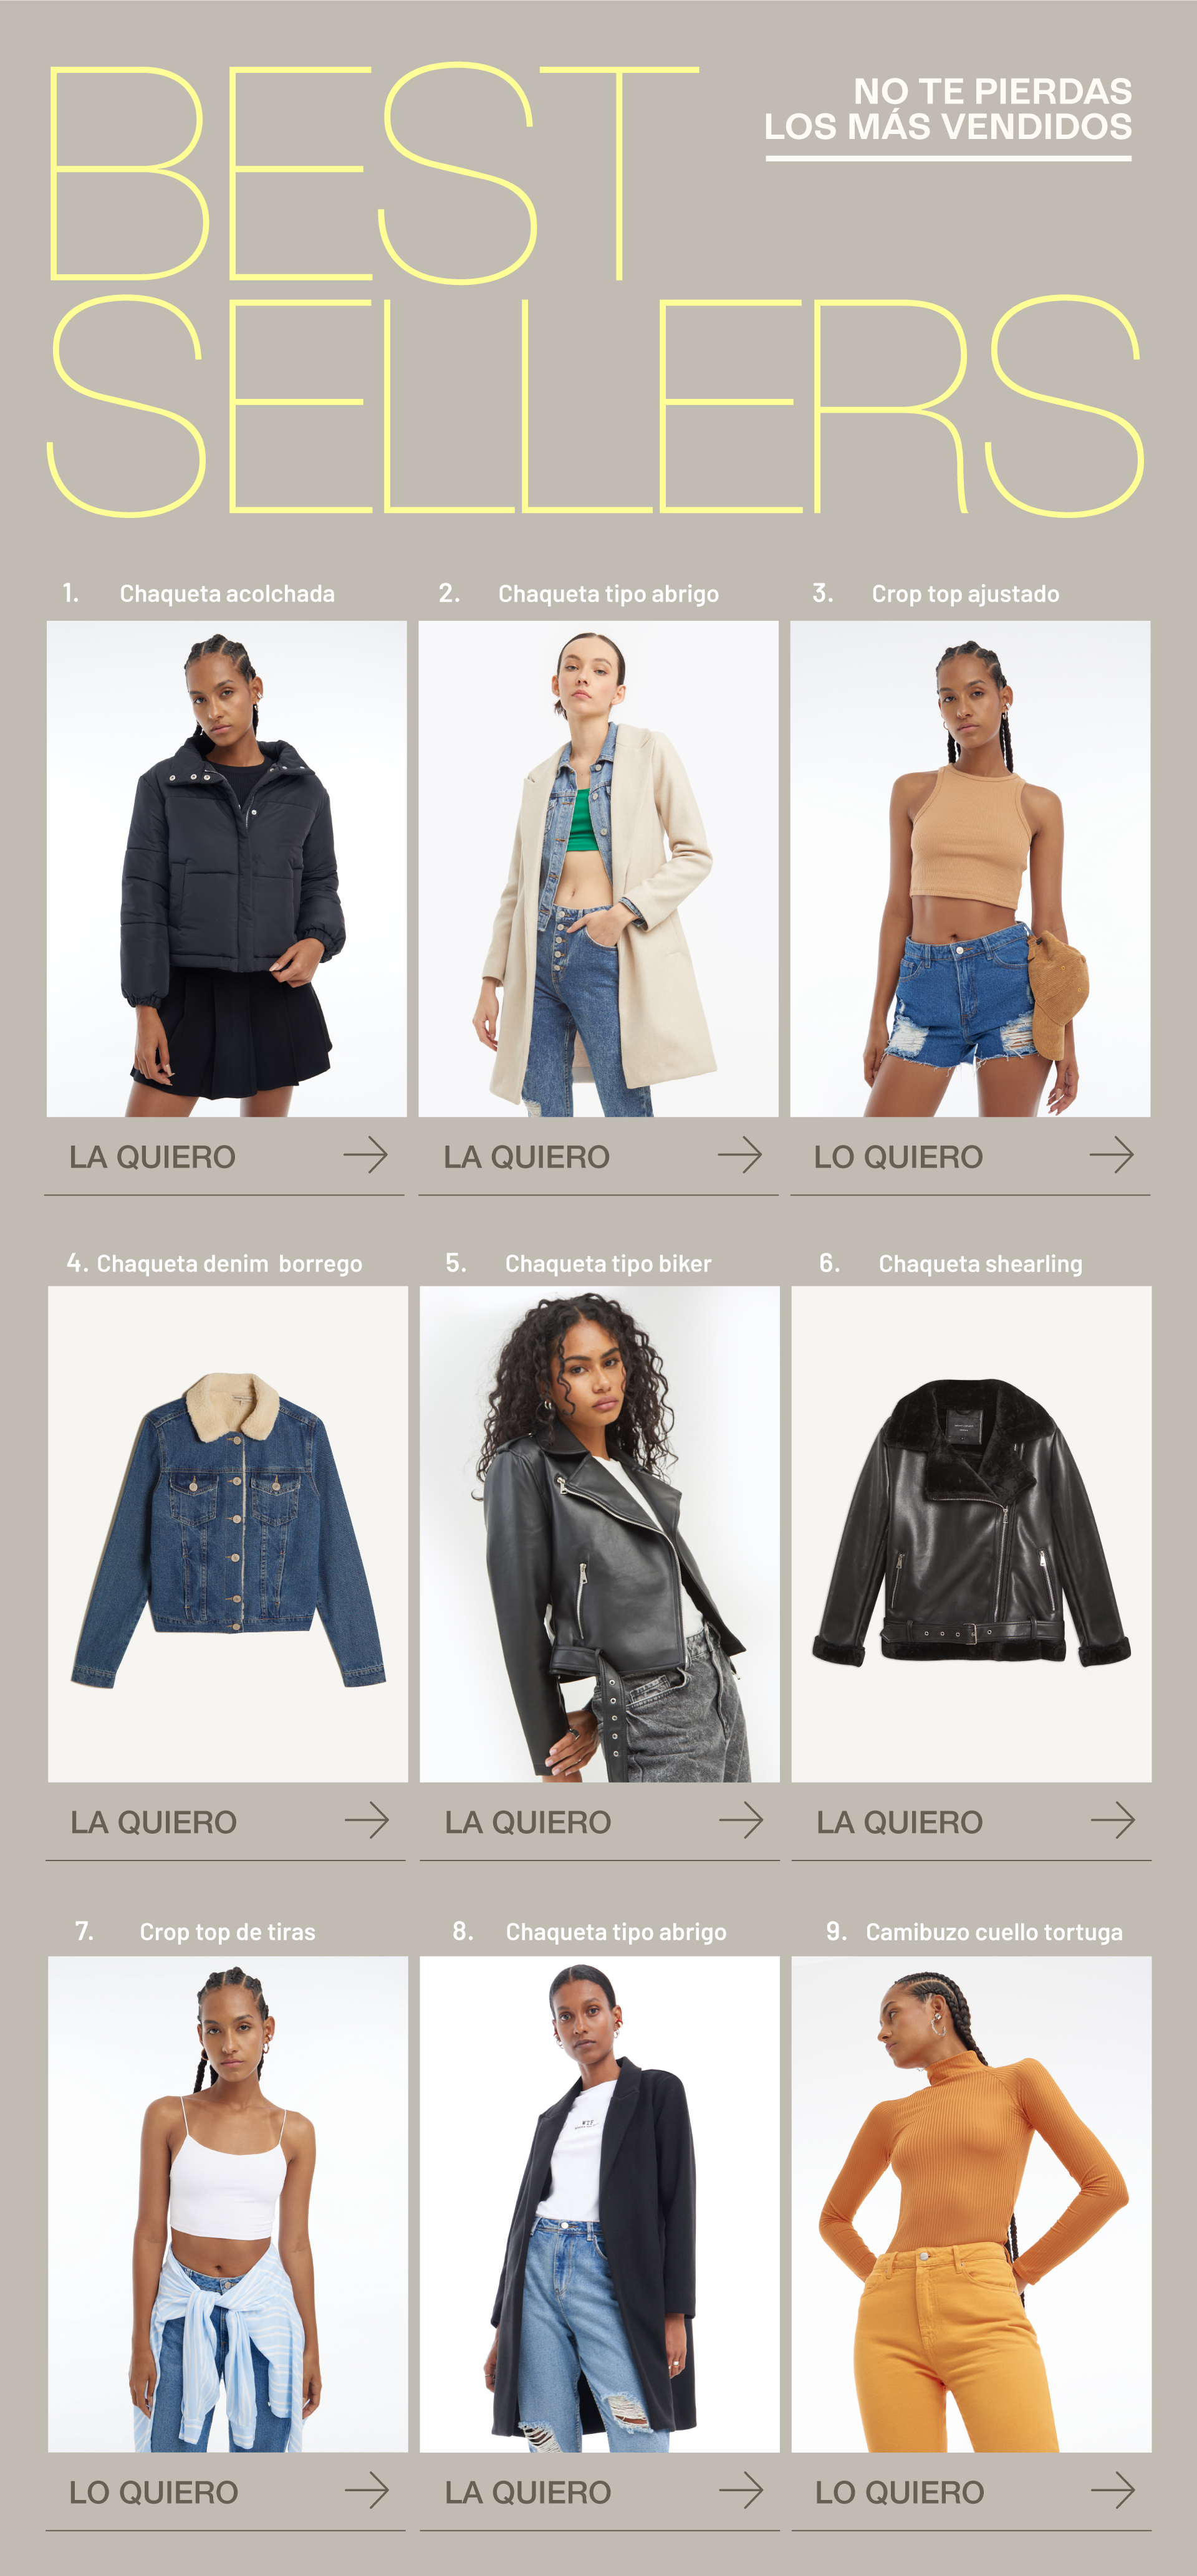 BEST
SELLERS
NO TE PIERDAS
LOS MÁS VENDIDOS
1. Chaqueta acolchada
2. Chaqueta tipo abrigo
3. Crop top ajustado
LA QUIERO
LA QUIERO
LO QUIERO
4. Chaqueta denim borrego
5. Chaqueta tipo biker
6. Chaqueta shearling
LA QUIERO
LA QUIERO
LA QUIERO
7. Crop top de tiras
8. Chaqueta tipo abrigo
9. Camibuzo cuello tortuga
LO QUIERO
LA QUIERO
LO QUIERO